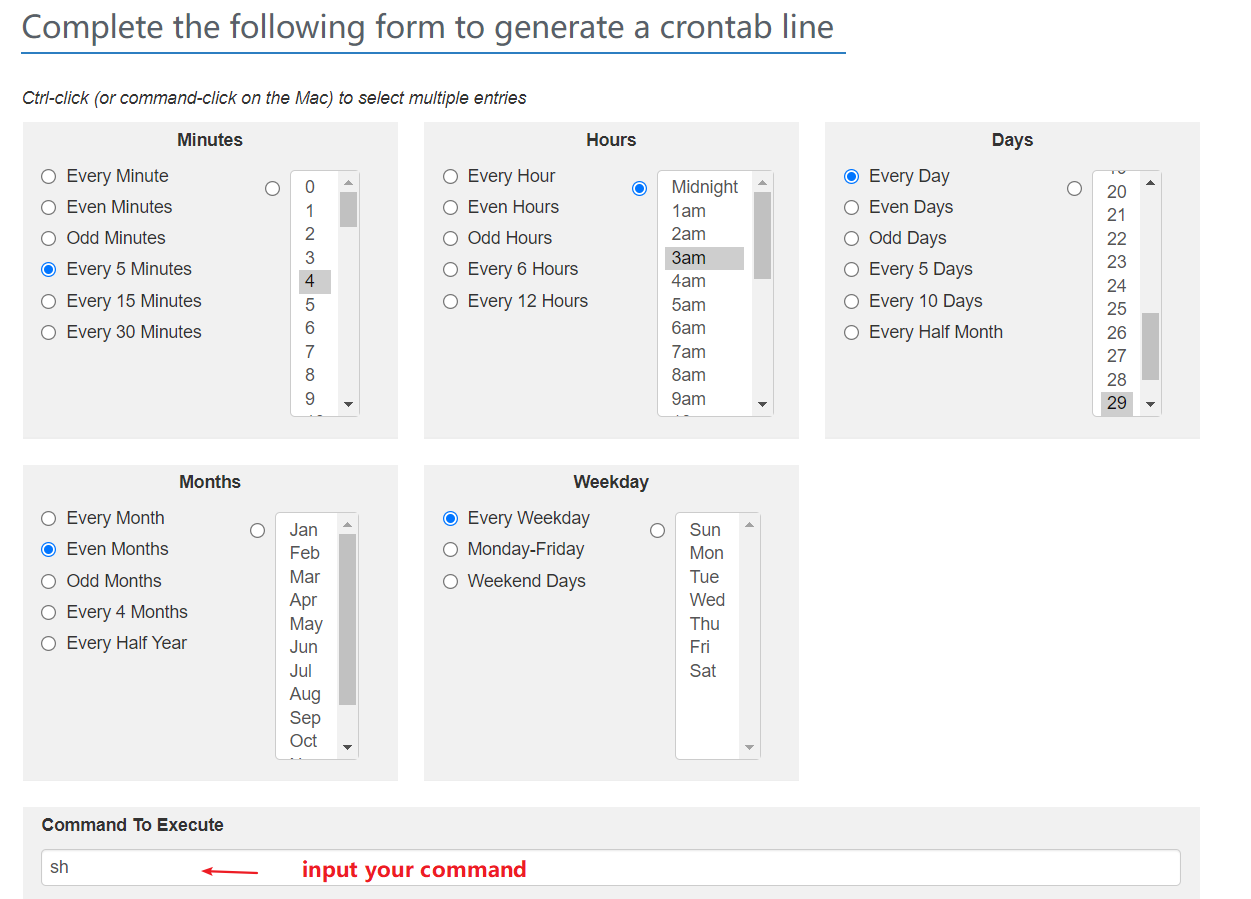 Complete the following form to generate a crontab line
Ctrl-click (or command-click on the Mac) to select multiple entries
Minutes
Every Minute
Even Minutes
Odd Minutes
Every 5 Minutes
Every 15 Minutes
Every 30 Minutes
0
1
2
3
4
5
6
7
8
9
Hours
Every Hour
Even Hours
Odd Hours
Every 6 Hours
Every 12 Hours
Midnight
1am
2am
3am
4am
5am
6am
7am
8am
9am
Days
Every Day
Even Days
Odd Days
Every 5 Days
Every 10 Days
Every Half Month
20
21
22
23
24
25
26
27
28
29
Months
Every Month
Even Months
Odd Months
Every 4 Months
Every Half Year
Jan
Feb
Mar
Apr
May
Jun
Jul
Aug
Sep
Oct
Weekday
Every Weekday
Monday-Friday
Weekend Days
Sun
Mon
Tue
Wed
Thu
Fri
Sat
Command To Execute
sh
input your command